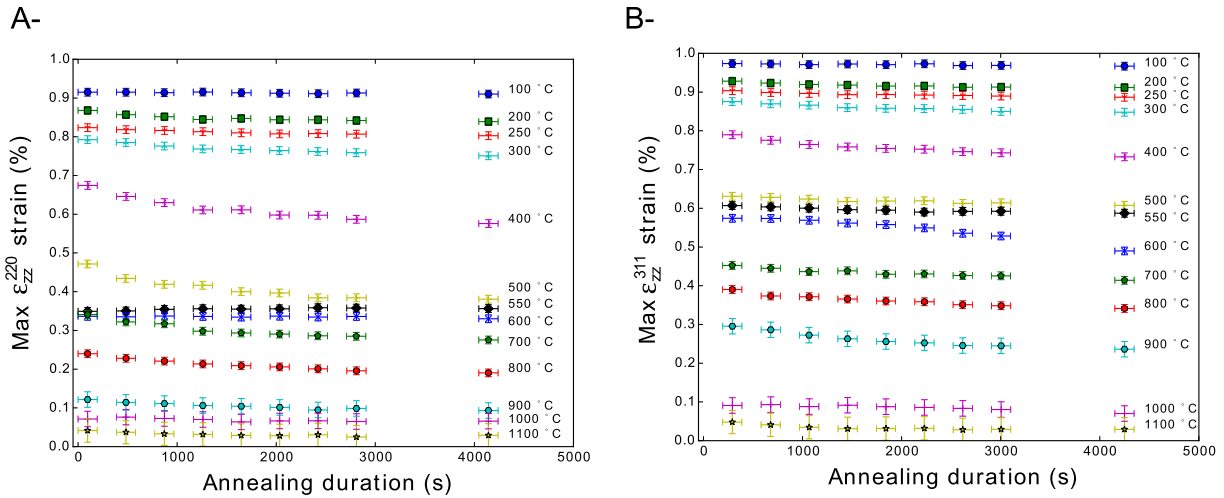 A-
1.0
0.9
0.8
0.7
0.6
0.5
0.4
0.3
0.2
0.1
0.0
Max ε_zz^220 strain (%)
100 °C
200 °C
250 °C
300 °C
400 °C
500 °C
550 °C
600 °C
700 °C
800 °C
900 °C
1000 °C
1100 °C
0 1000 2000 3000 4000 5000
Annealing duration (s)
B-
1.0
0.9
0.8
0.7
0.6
0.5
0.4
0.3
0.2
0.1
0.0
Max ε_zz^311 strain (%)
100 °C
200 °C
250 °C
300 °C
400 °C
500 °C
550 °C
600 °C
700 °C
800 °C
900 °C
1000 °C
1100 °C
0 1000 2000 3000 4000 5000
Annealing duration (s)